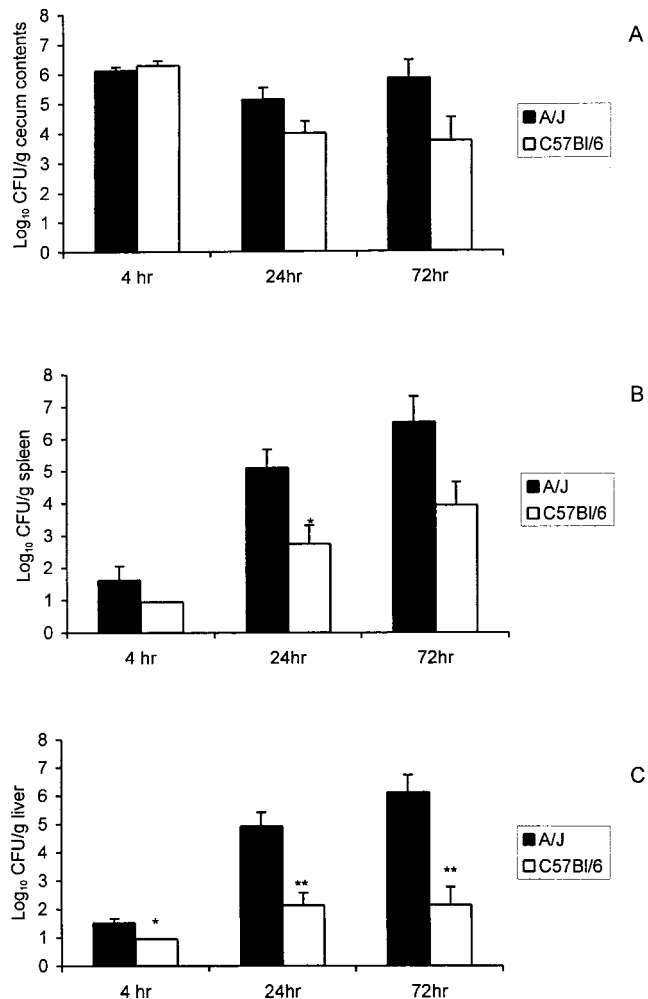 A
Log₁₀ CFU/g cecum contents
8
7
6
5
4
3
2
1
0
4 hr
24hr
72hr
A/J
C57Bl/6
B
Log₁₀ CFU/g spleen
8
7
6
5
4
3
2
1
0
*
4 hr
24hr
72hr
A/J
C57Bl/6
C
Log₁₀ CFU/g liver
8
7
6
5
4
3
2
1
0
*
**
**
4 hr
24hr
72hr
A/J
C57Bl/6